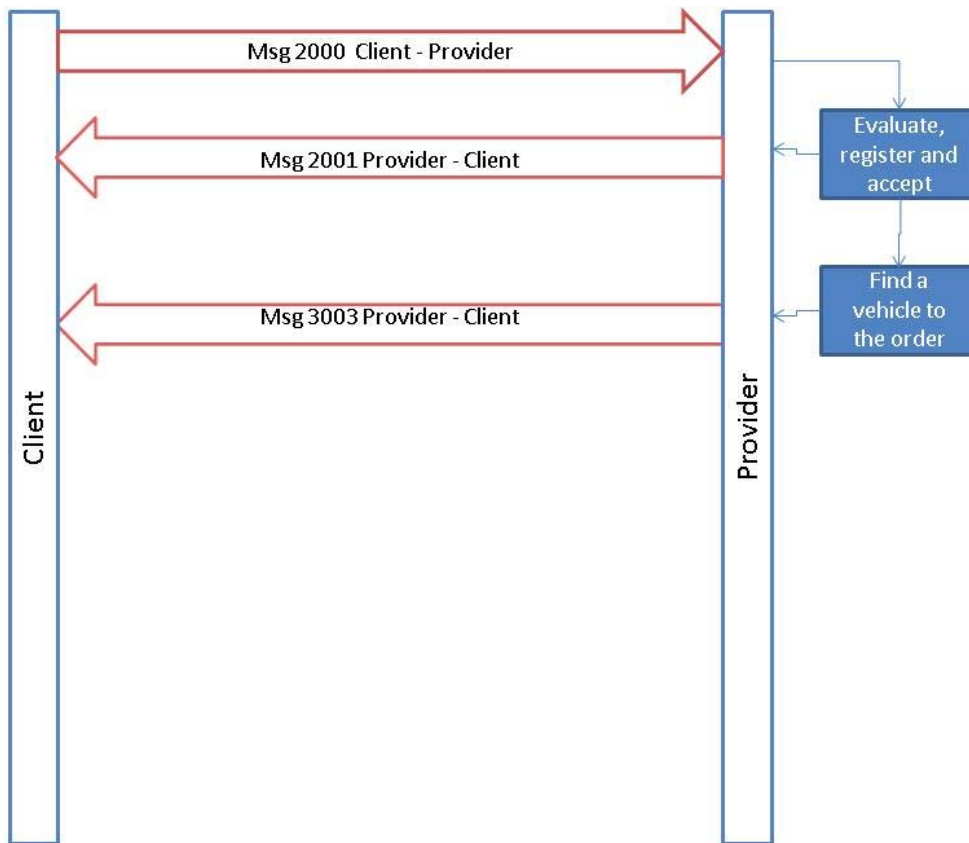 Msg 2000  Client - Provider
Evaluate,
register and
accept
Msg 2001 Provider - Client
Find a
vehicle to
the order
Msg 3003 Provider - Client
Client
Provider